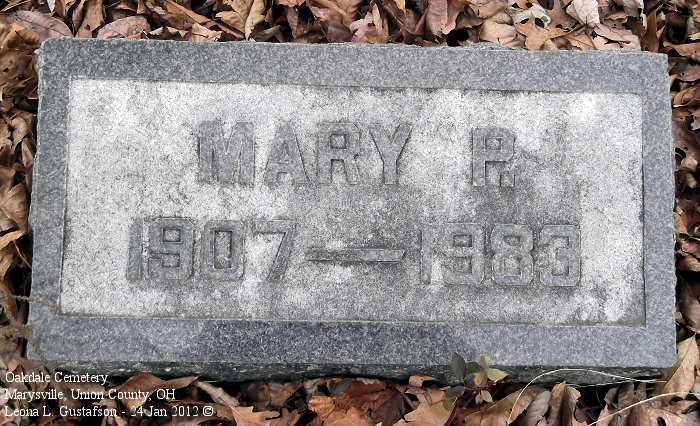 MARY P.
1907 — 1983
Oakdale Cemetery
Marysville, Union County, OH
Leona L. Gustafson - 24 Jan 2012 ©